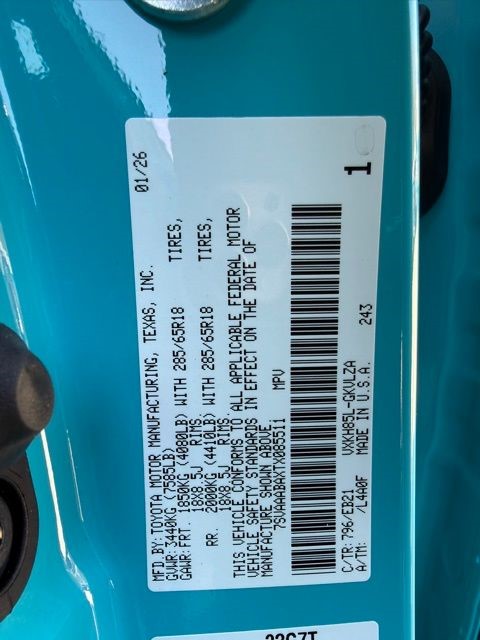 MFD.BY:TOYOTA MOTOR MANUFACTURING, TEXAS, INC. 01/26
GVWR: 3440KG (7585LB)
GAWR: FRT. 1850KG (4080LB) WITH 285/65R18 TIRES,
18X8.5J RIMS
RR. 2000KG (4410LB) WITH 285/65R18 TIRES,
18X8.5J RIMS
THIS VEHICLE CONFORMS TO ALL APPLICABLE FEDERAL MOTOR
VEHICLE SAFETY STANDARDS IN EFFECT ON THE DATE OF
MANUFACTURE SHOWN ABOVE.
7SVAAABAXTX085511 MPV
1
C/TR:796/EB21 VXKH85L-GKVLZA
A/TM: /L4A0F MADE IN U.S.A. 243